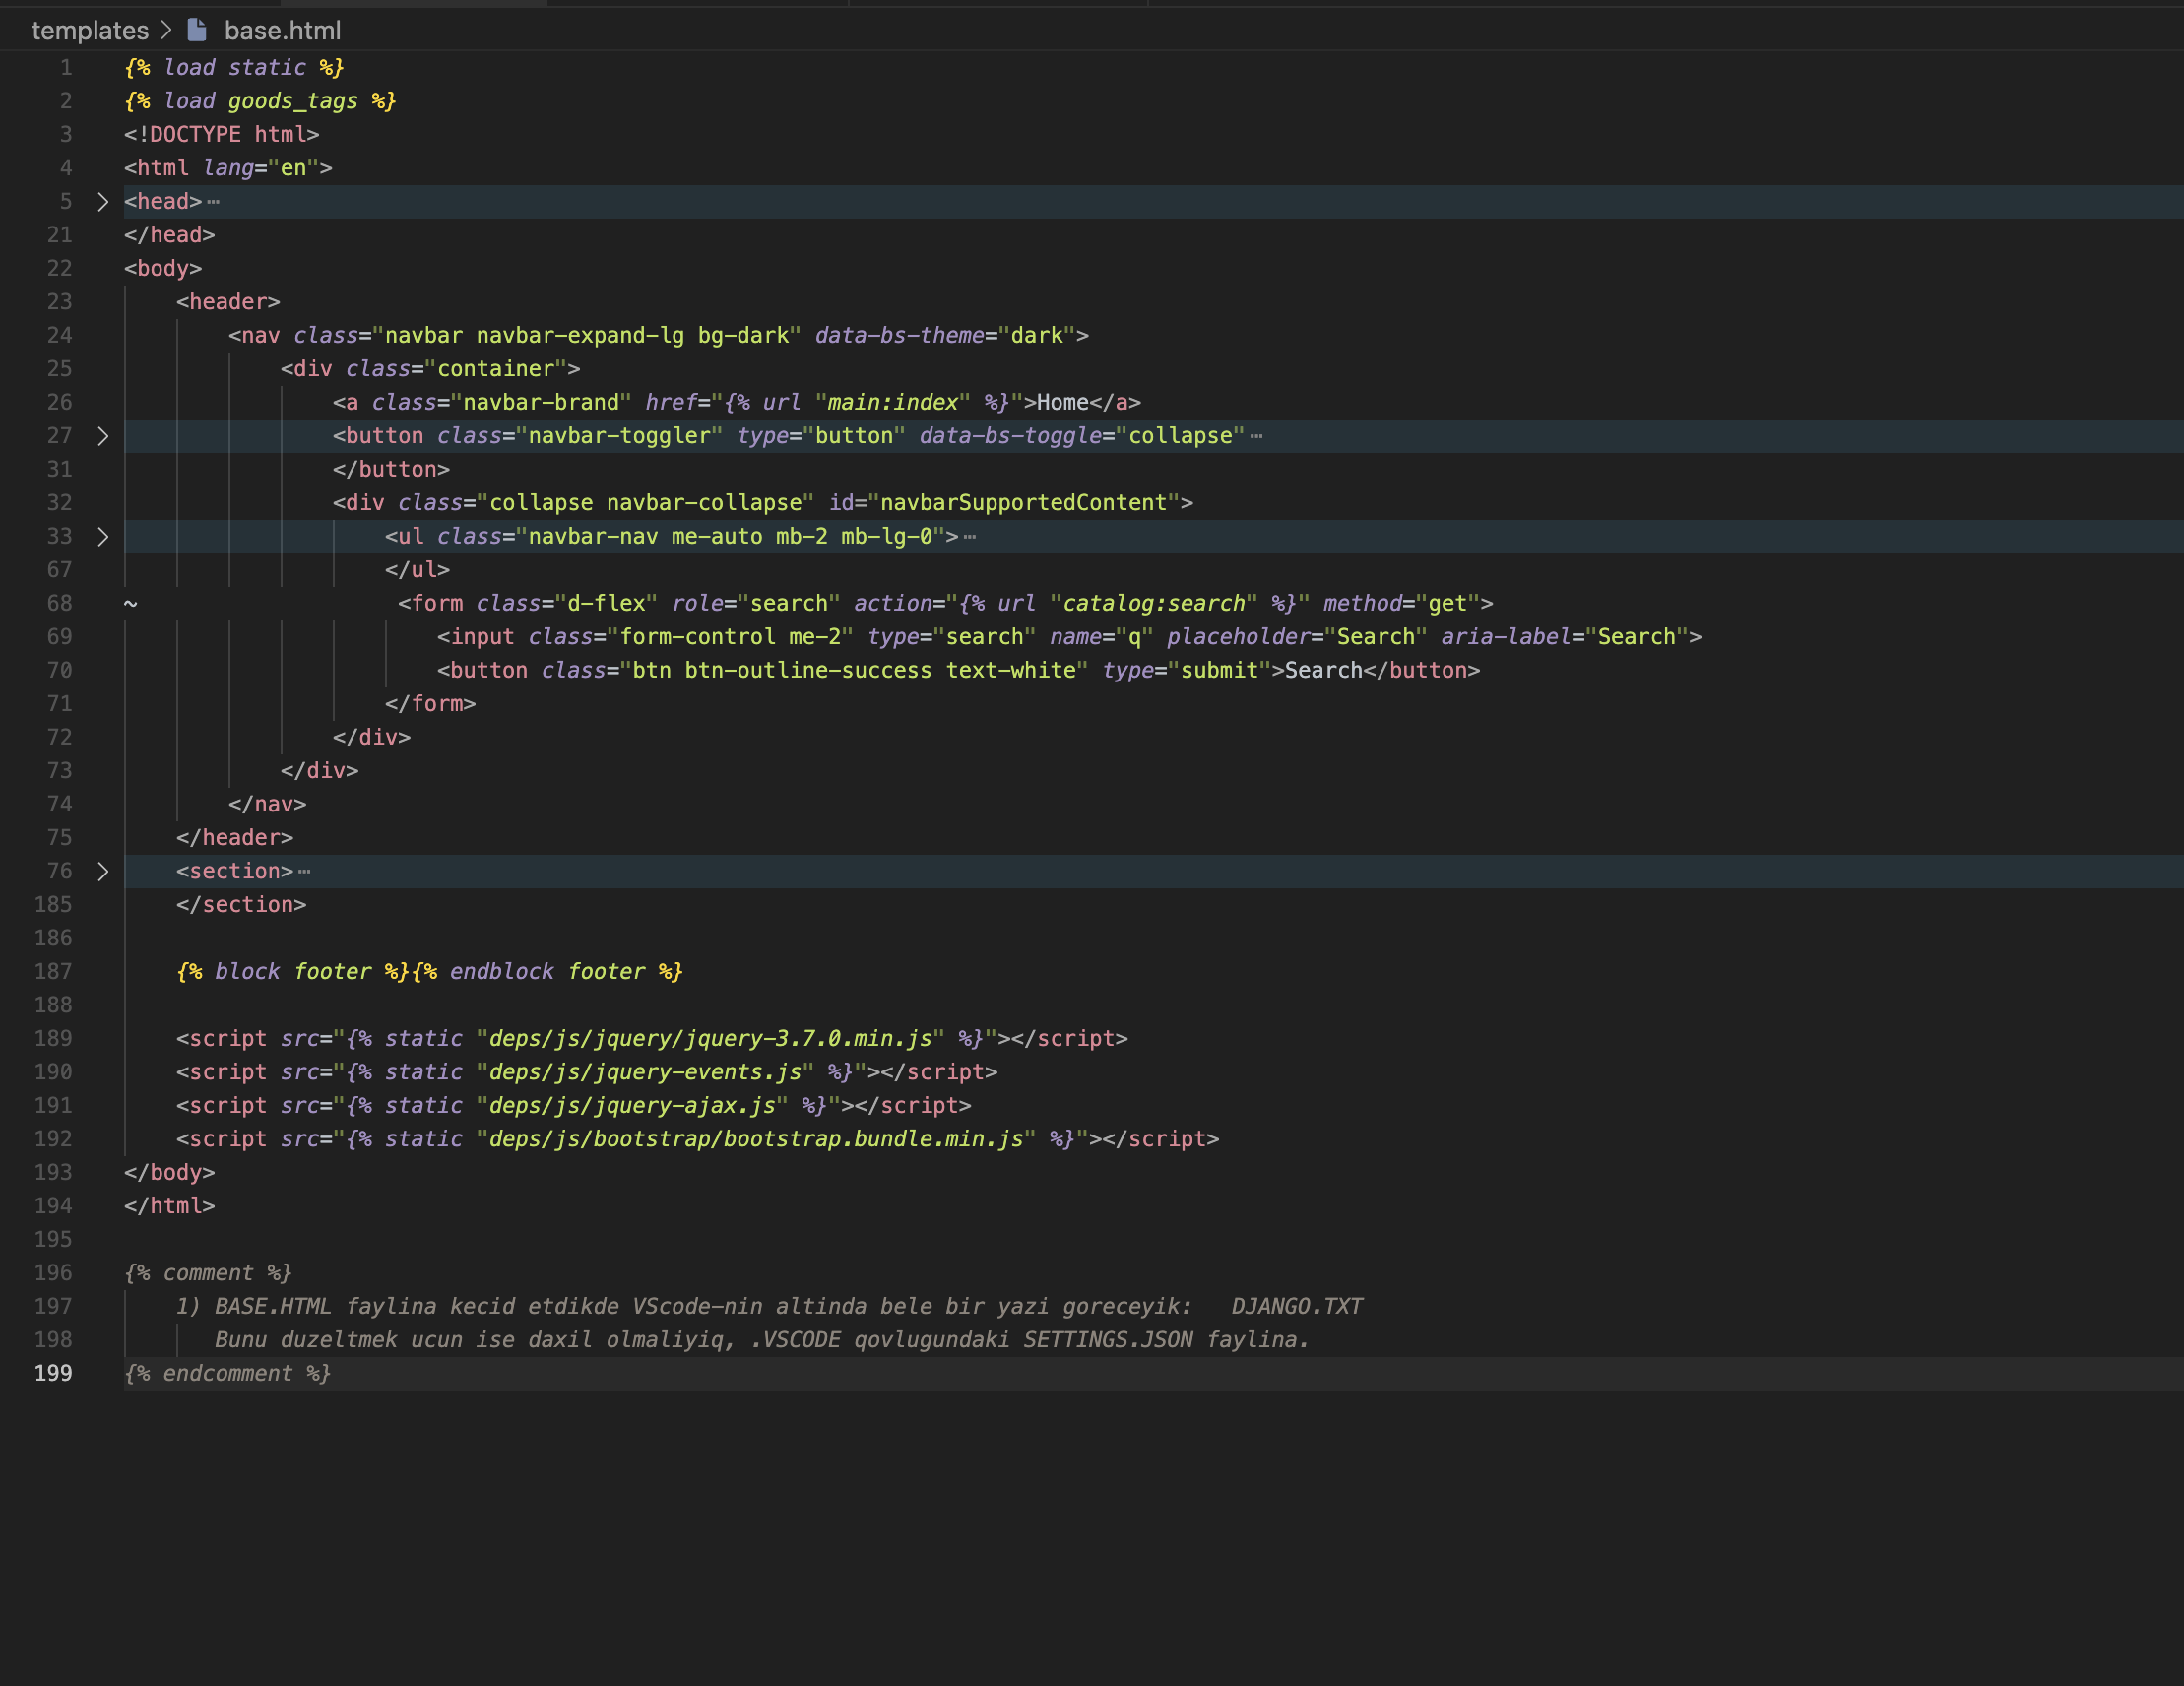 templates > base.html
1 {% load static %}
2 {% load goods_tags %}
3 <!DOCTYPE html>
4 <html lang="en">
5 <head>…
21 </head>
22 <body>
23 <header>
24 <nav class="navbar navbar-expand-lg bg-dark" data-bs-theme="dark">
25 <div class="container">
26 <a class="navbar-brand" href="{% url "main:index" %}">Home</a>
27 <button class="navbar-toggler" type="button" data-bs-toggle="collapse"…
31 </button>
32 <div class="collapse navbar-collapse" id="navbarSupportedContent">
33 <ul class="navbar-nav me-auto mb-2 mb-lg-0">…
67 </ul>
68 ~ <form class="d-flex" role="search" action="{% url "catalog:search" %}" method="get">
69 <input class="form-control me-2" type="search" name="q" placeholder="Search" aria-label="Search">
70 <button class="btn btn-outline-success text-white" type="submit">Search</button>
71 </form>
72 </div>
73 </div>
74 </nav>
75 </header>
76 <section>…
185 </section>
186
187 {% block footer %}{% endblock footer %}
188
189 <script src="{% static "deps/js/jquery/jquery-3.7.0.min.js" %}"></script>
190 <script src="{% static "deps/js/jquery-events.js" %}"></script>
191 <script src="{% static "deps/js/jquery-ajax.js" %}"></script>
192 <script src="{% static "deps/js/bootstrap/bootstrap.bundle.min.js" %}"></script>
193 </body>
194 </html>
195
196 {% comment %}
197 1) BASE.HTML faylina kecid etdikde VScode-nin altinda bele bir yazi goreceyik: DJANGO.TXT
198 Bunu duzeltmek ucun ise daxil olmaliyiq, .VSCODE qovlugundaki SETTINGS.JSON faylina.
199 {% endcomment %}